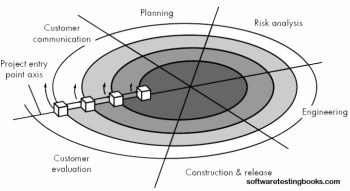 Planning
Customer
communication
Risk analysis
Project entry
point axis
Engineering
Customer
evaluation
Construction & release
softwaretestingbooks.com